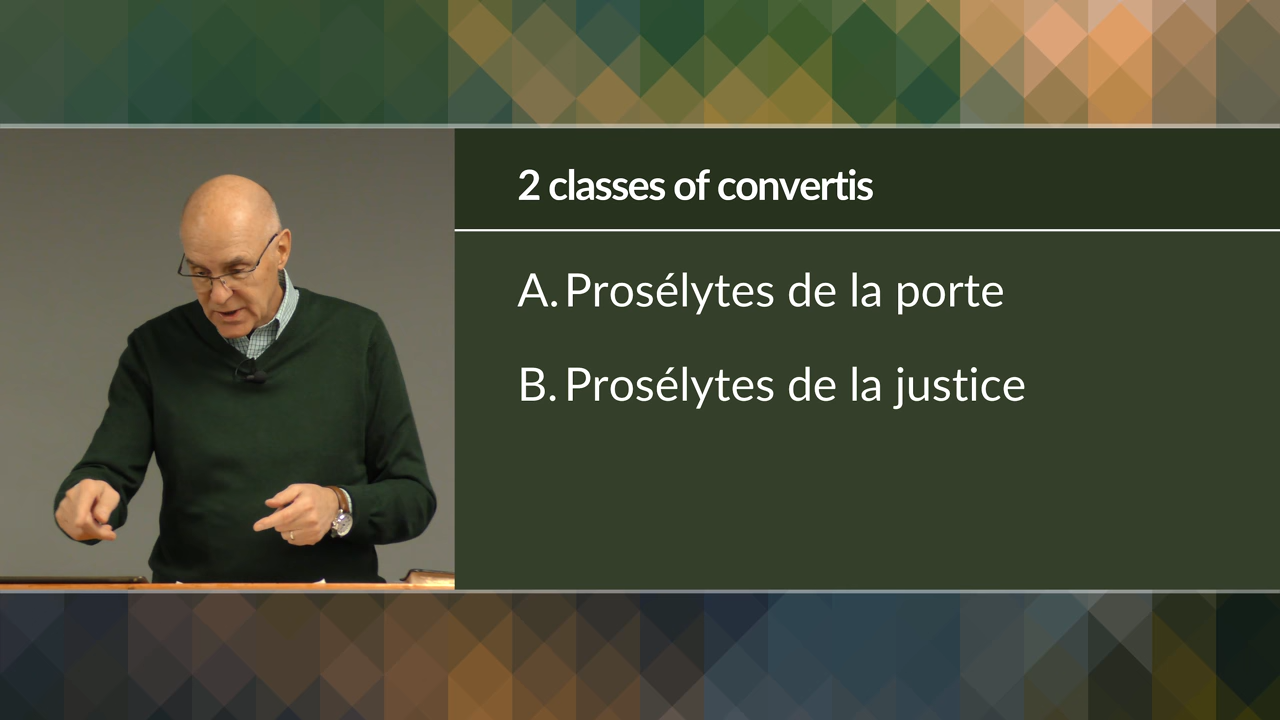 2 classes of convertis
A. Prosélytes de la porte
B. Prosélytes de la justice